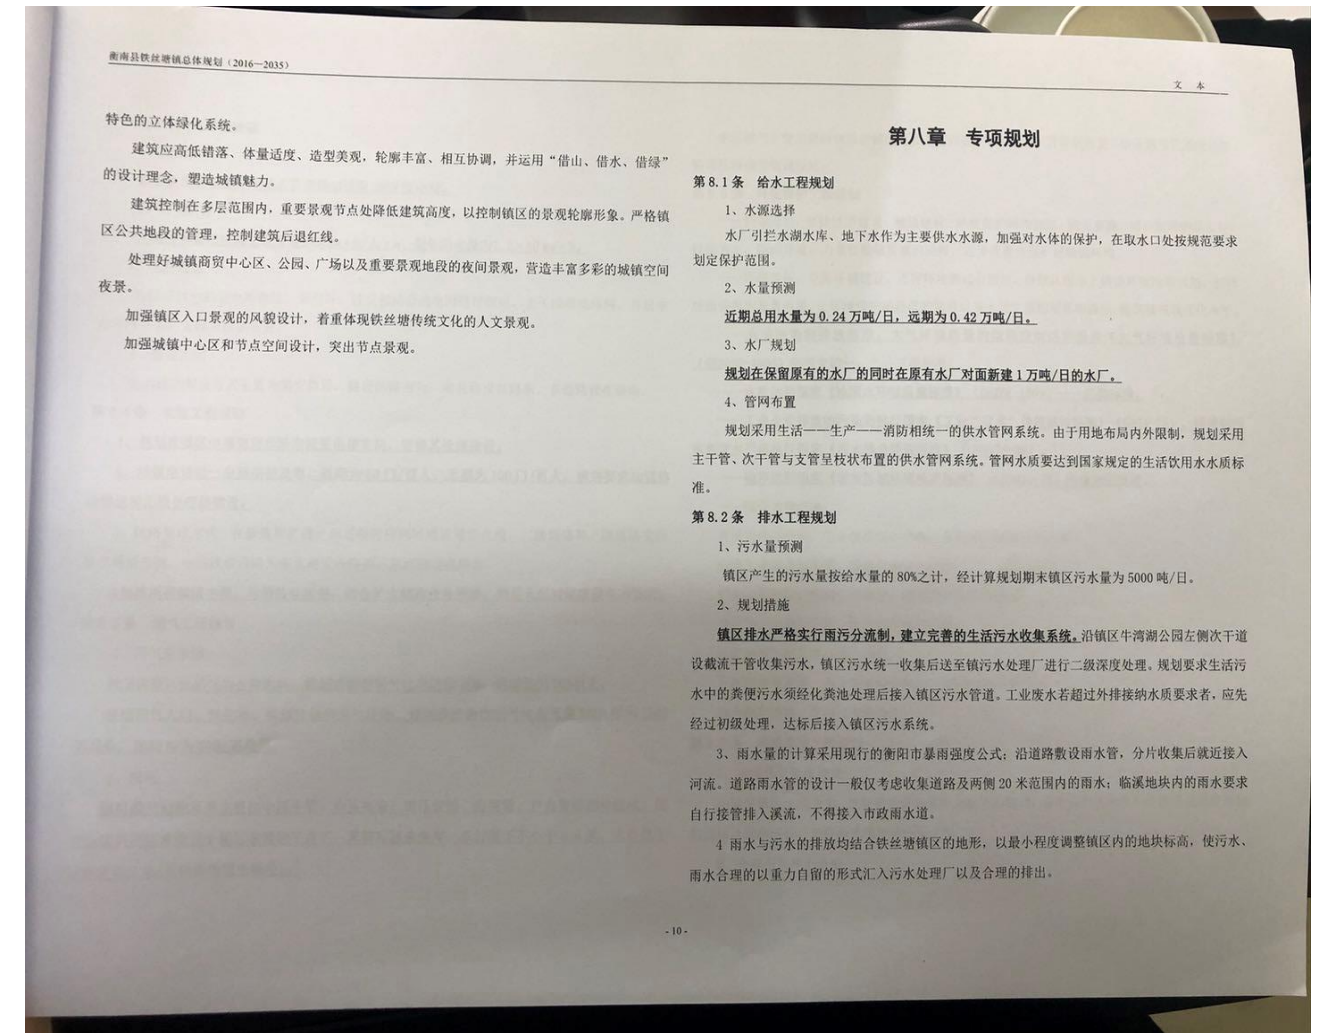 衡南县铁丝塘镇总体规划（2016—2035）
文 本
特色的立体绿化系统。
建筑应高低错落、体量适度、造型美观，轮廓丰富、相互协调，并运用“借山、借水、借绿”
的设计理念，塑造城镇魅力。
建筑控制在多层范围内，重要景观节点处降低建筑高度，以控制镇区的景观轮廓形象。严格镇
区公共地段的管理，控制建筑后退红线。
处理好城镇商贸中心区、公园、广场以及重要景观地段的夜间景观，营造丰富多彩的城镇空间
夜景。
加强镇区入口景观的风貌设计，着重体现铁丝塘传统文化的人文景观。
加强城镇中心区和节点空间设计，突出节点景观。
第八章 专项规划
第8.1条 给水工程规划
1、水源选择
水厂引拦水湖水库、地下水作为主要供水水源，加强对水体的保护，在取水口处按规范要求
划定保护范围。
2、水量预测
近期总用水量为 0.24 万吨/日，远期为 0.42 万吨/日。
3、水厂规划
规划在保留原有的水厂的同时在原有水厂对面新建 1 万吨/日的水厂。
4、管网布置
规划采用生活——生产——消防相统一的供水管网系统。由于用地布局内外限制，规划采用
主干管、次干管与支管呈枝状布置的供水管网系统。管网水质要达到国家规定的生活饮用水水质标
准。
第8.2条 排水工程规划
1、污水量预测
镇区产生的污水量按给水量的 80%之计，经计算规划期末镇区污水量为 5000 吨/日。
2、规划措施
镇区排水严格实行雨污分流制，建立完善的生活污水收集系统。沿镇区牛湾湖公园左侧次干道
设截流干管收集污水，镇区污水统一收集后送至镇污水处理厂进行二级深度处理。规划要求生活污
水中的粪便污水须经化粪池处理后接入镇区污水管道。工业废水若超过外排接纳水质要求者，应先
经过初级处理，达标后接入镇区污水系统。
3、雨水量的计算采用现行的衡阳市暴雨强度公式；沿道路敷设雨水管，分片收集后就近接入
河流。道路雨水管的设计一般仅考虑收集道路及两侧 20 米范围内的雨水；临溪地块内的雨水要求
自行接管排入溪流，不得接入市政雨水道。
4 雨水与污水的排放均结合铁丝塘镇区的地形，以最小程度调整镇区内的地块标高，使污水、
雨水合理的以重力自留的形式汇入污水处理厂以及合理的排出。
- 10 -